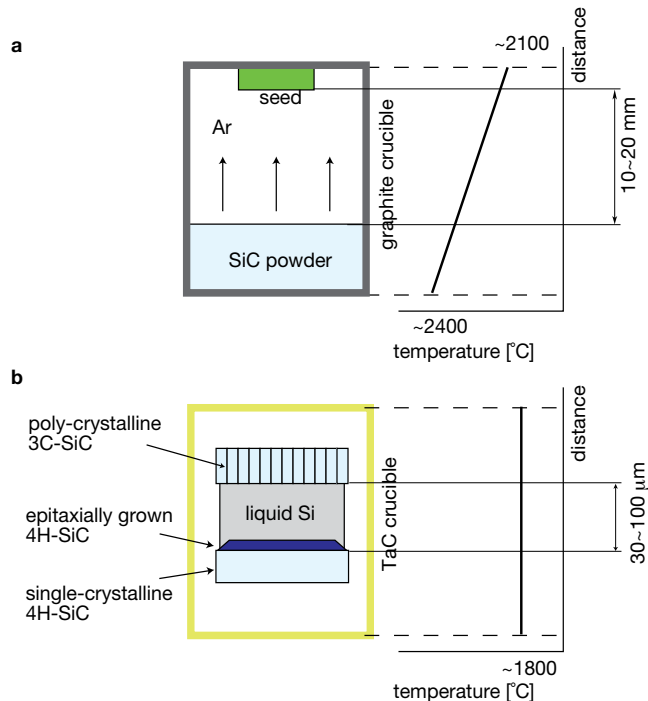 a
~2100
distance
seed
Ar
graphite crucible
10~20 mm
SiC powder
~2400
temperature [˚C]
b
distance
poly-crystalline
3C-SiC
TaC crucible
30~100 µm
liquid Si
epitaxially grown
4H-SiC
single-crystalline
4H-SiC
~1800
temperature [˚C]